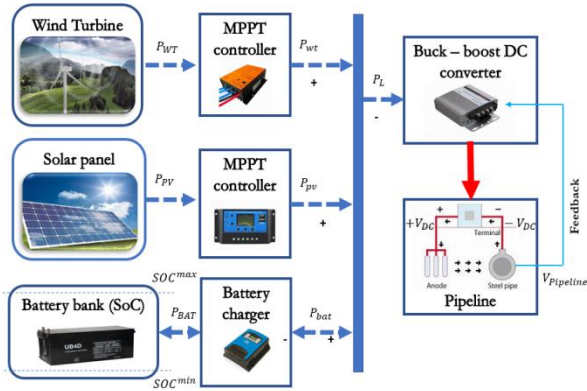 Wind Turbine
P_WT
MPPT
controller
P_wt
+
P_L
-
Buck – boost DC
converter
Solar panel
P_PV
MPPT
controller
P_pv
+
Feedback
+
−
+V_DC
− V_DC
Terminal
Anode
Steel pipe
V_Pipeline
Pipeline
SOC^max
Battery bank (SoC)
P_BAT
Battery
charger
-
P_bat
+
UB4D
SOC^min